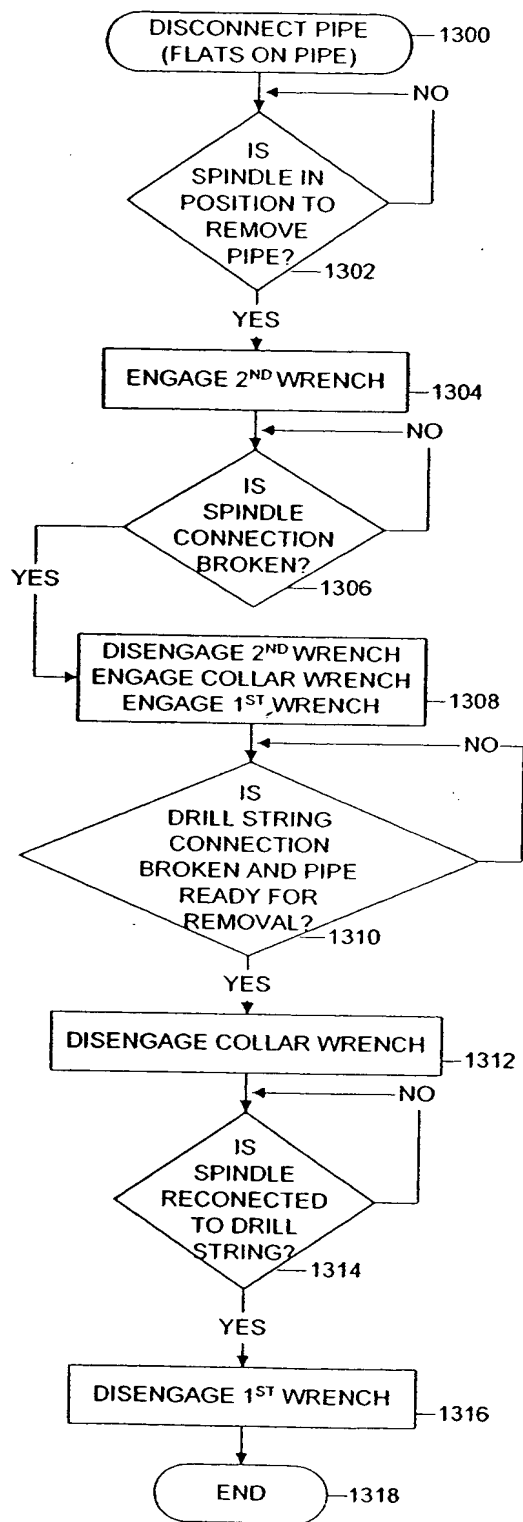 DISCONNECT PIPE
(FLATS ON PIPE)
1300
NO
IS
SPINDLE IN
POSITION TO
REMOVE
PIPE?
1302
YES
ENGAGE 2ND WRENCH
1304
NO
IS
SPINDLE
CONNECTION
BROKEN?
1306
YES
DISENGAGE 2ND WRENCH
ENGAGE COLLAR WRENCH
ENGAGE 1ST WRENCH
1308
NO
IS
DRILL STRING
CONNECTION
BROKEN AND PIPE
READY FOR
REMOVAL?
1310
YES
DISENGAGE COLLAR WRENCH
1312
NO
IS
SPINDLE
RECONECTED
TO DRILL
STRING?
1314
YES
DISENGAGE 1ST WRENCH
1316
END
1318